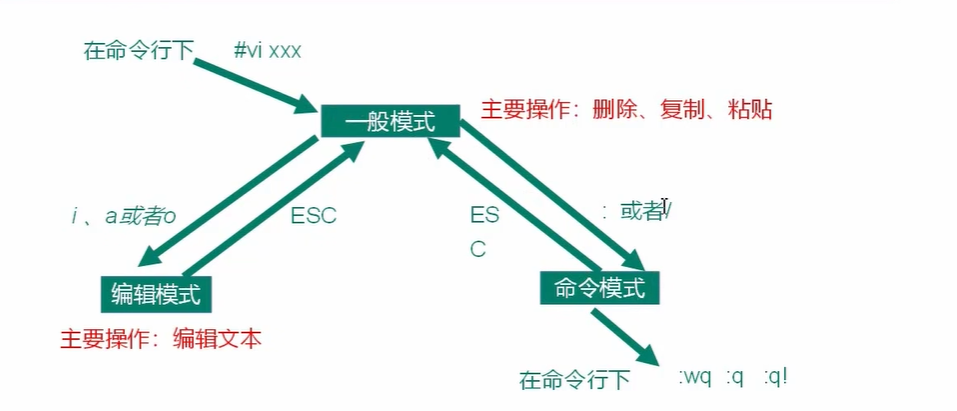 在命令行下 #vi xxx
一般模式
主要操作：删除、复制、粘贴
i 、a或者o
ESC
ES
C
: 或者/
编辑模式
命令模式
主要操作：编辑文本
在命令行下 :wq :q :q!